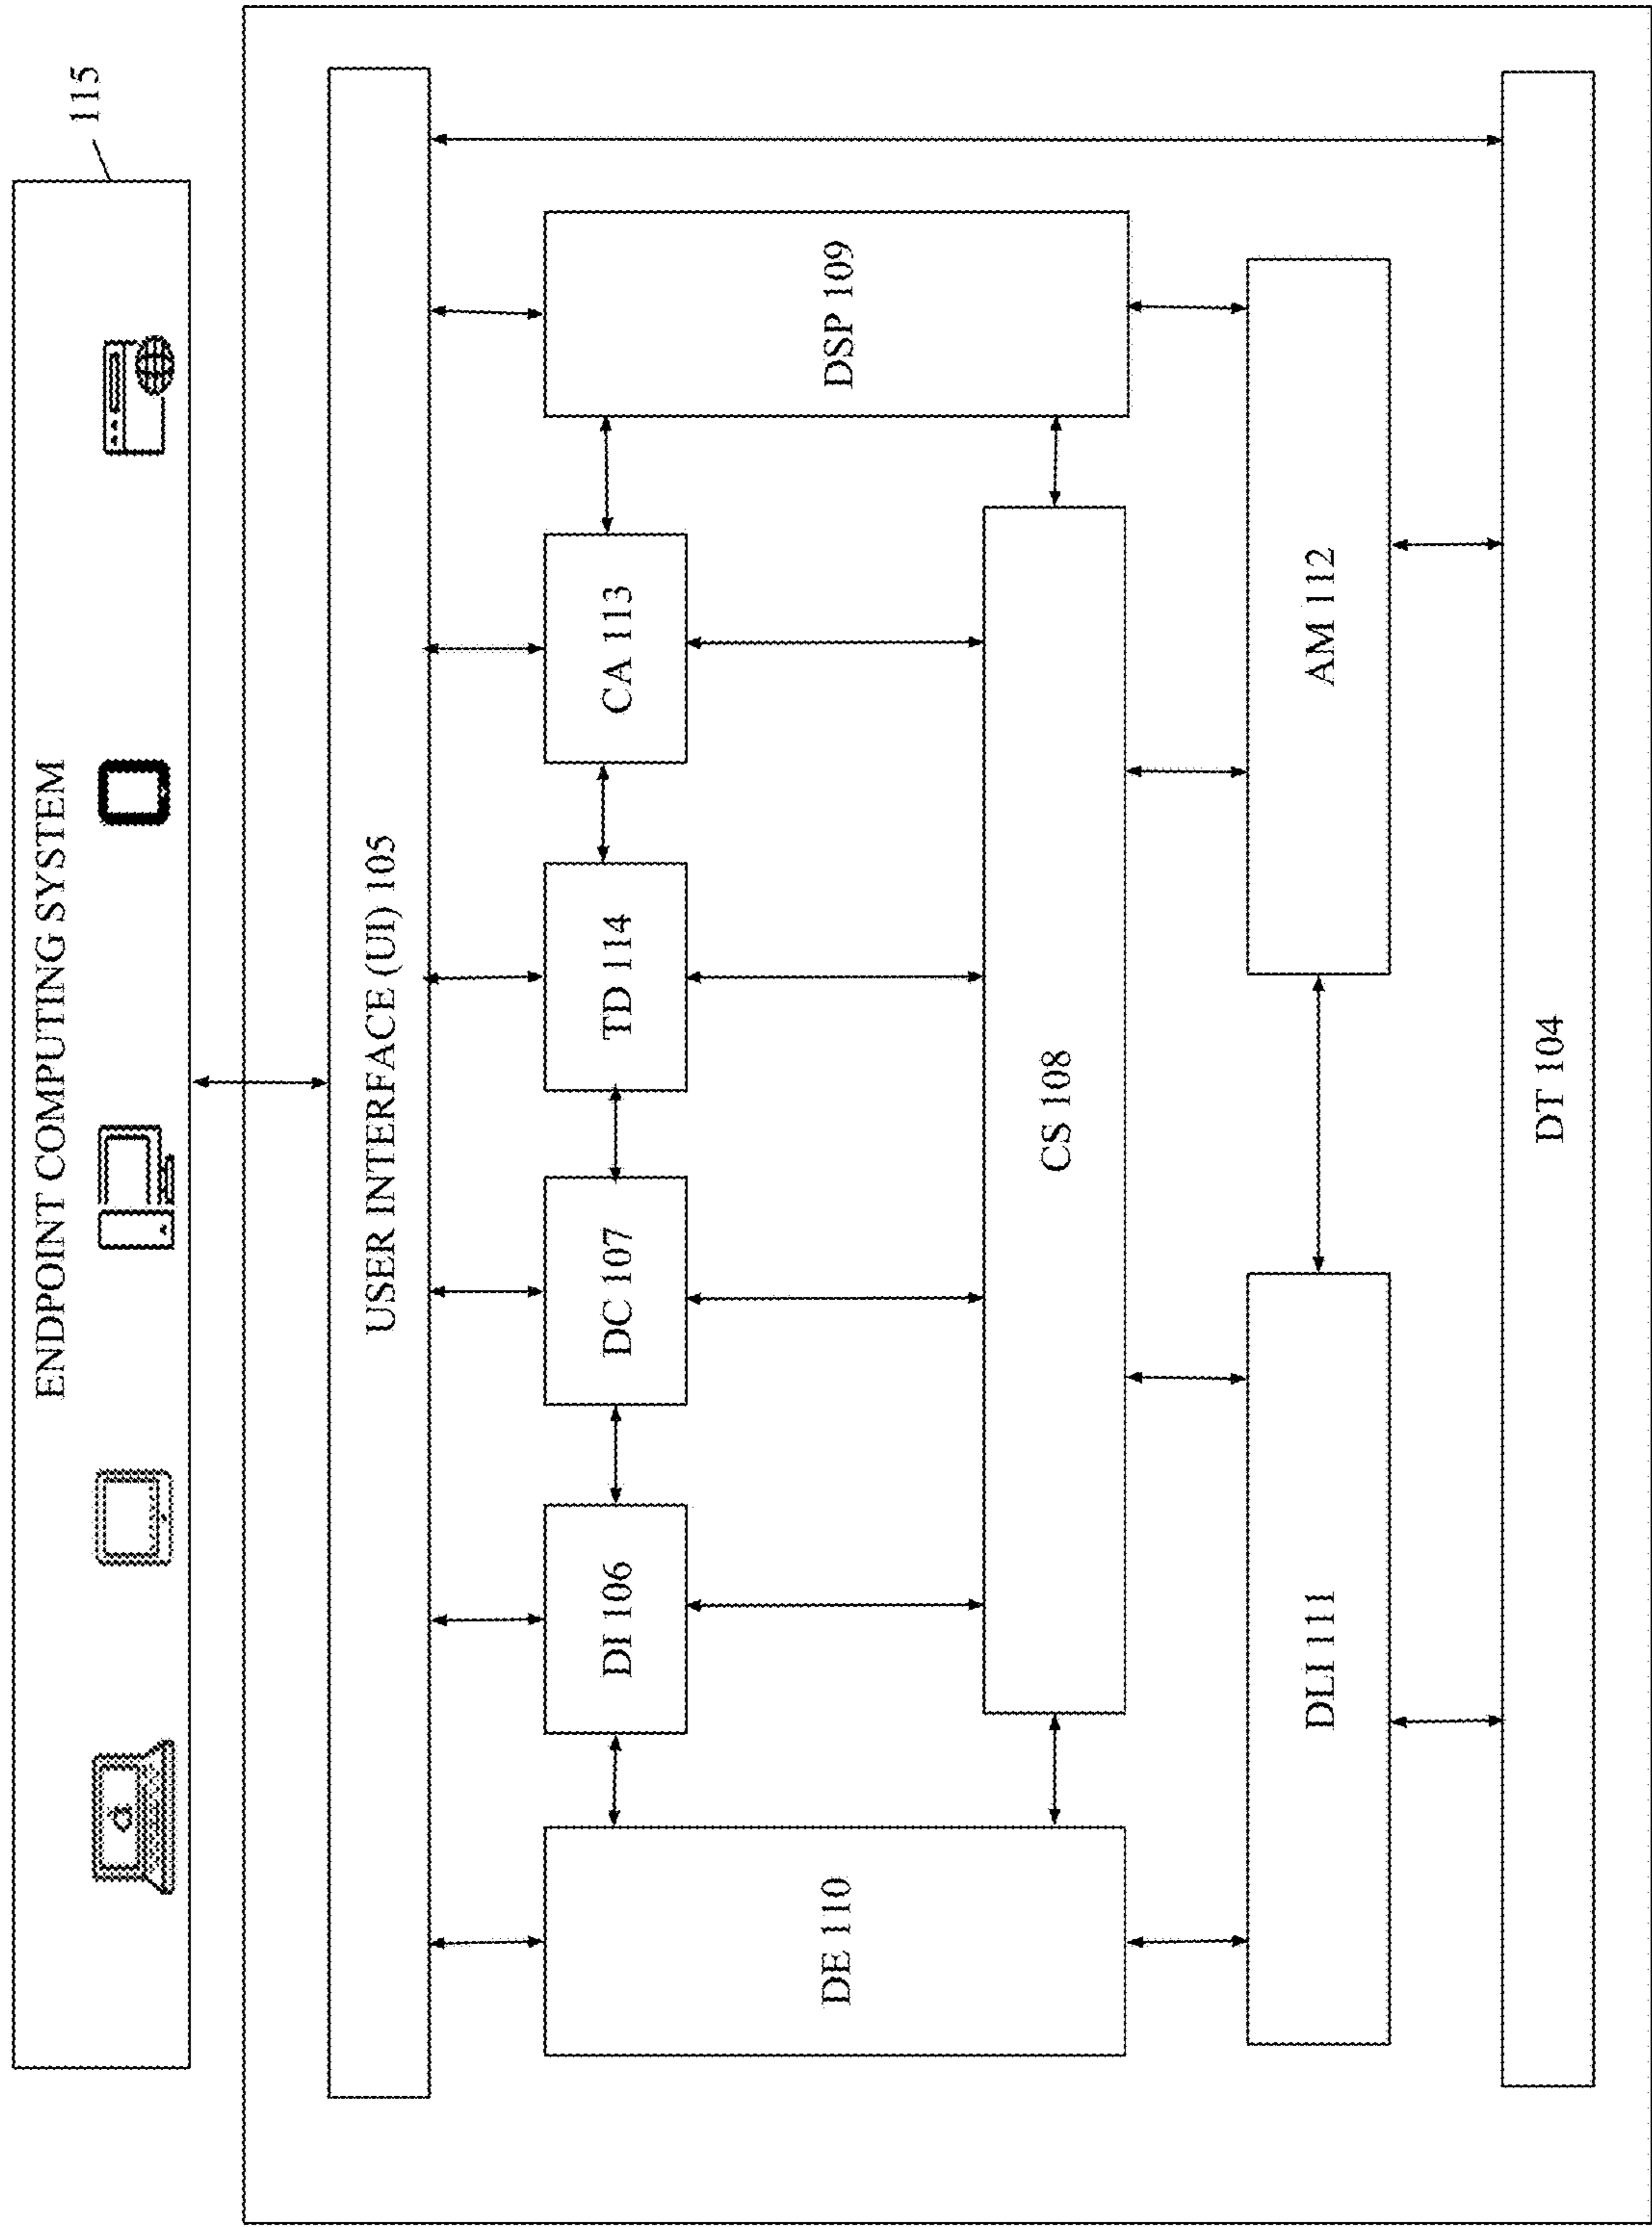 ENDPOINT COMPUTING SYSTEM
115
USER INTERFACE (UI) 105
DE 110
DI 106
DC 107
TD 114
CA 113
DSP 109
CS 108
DLI 111
AM 112
DT 104